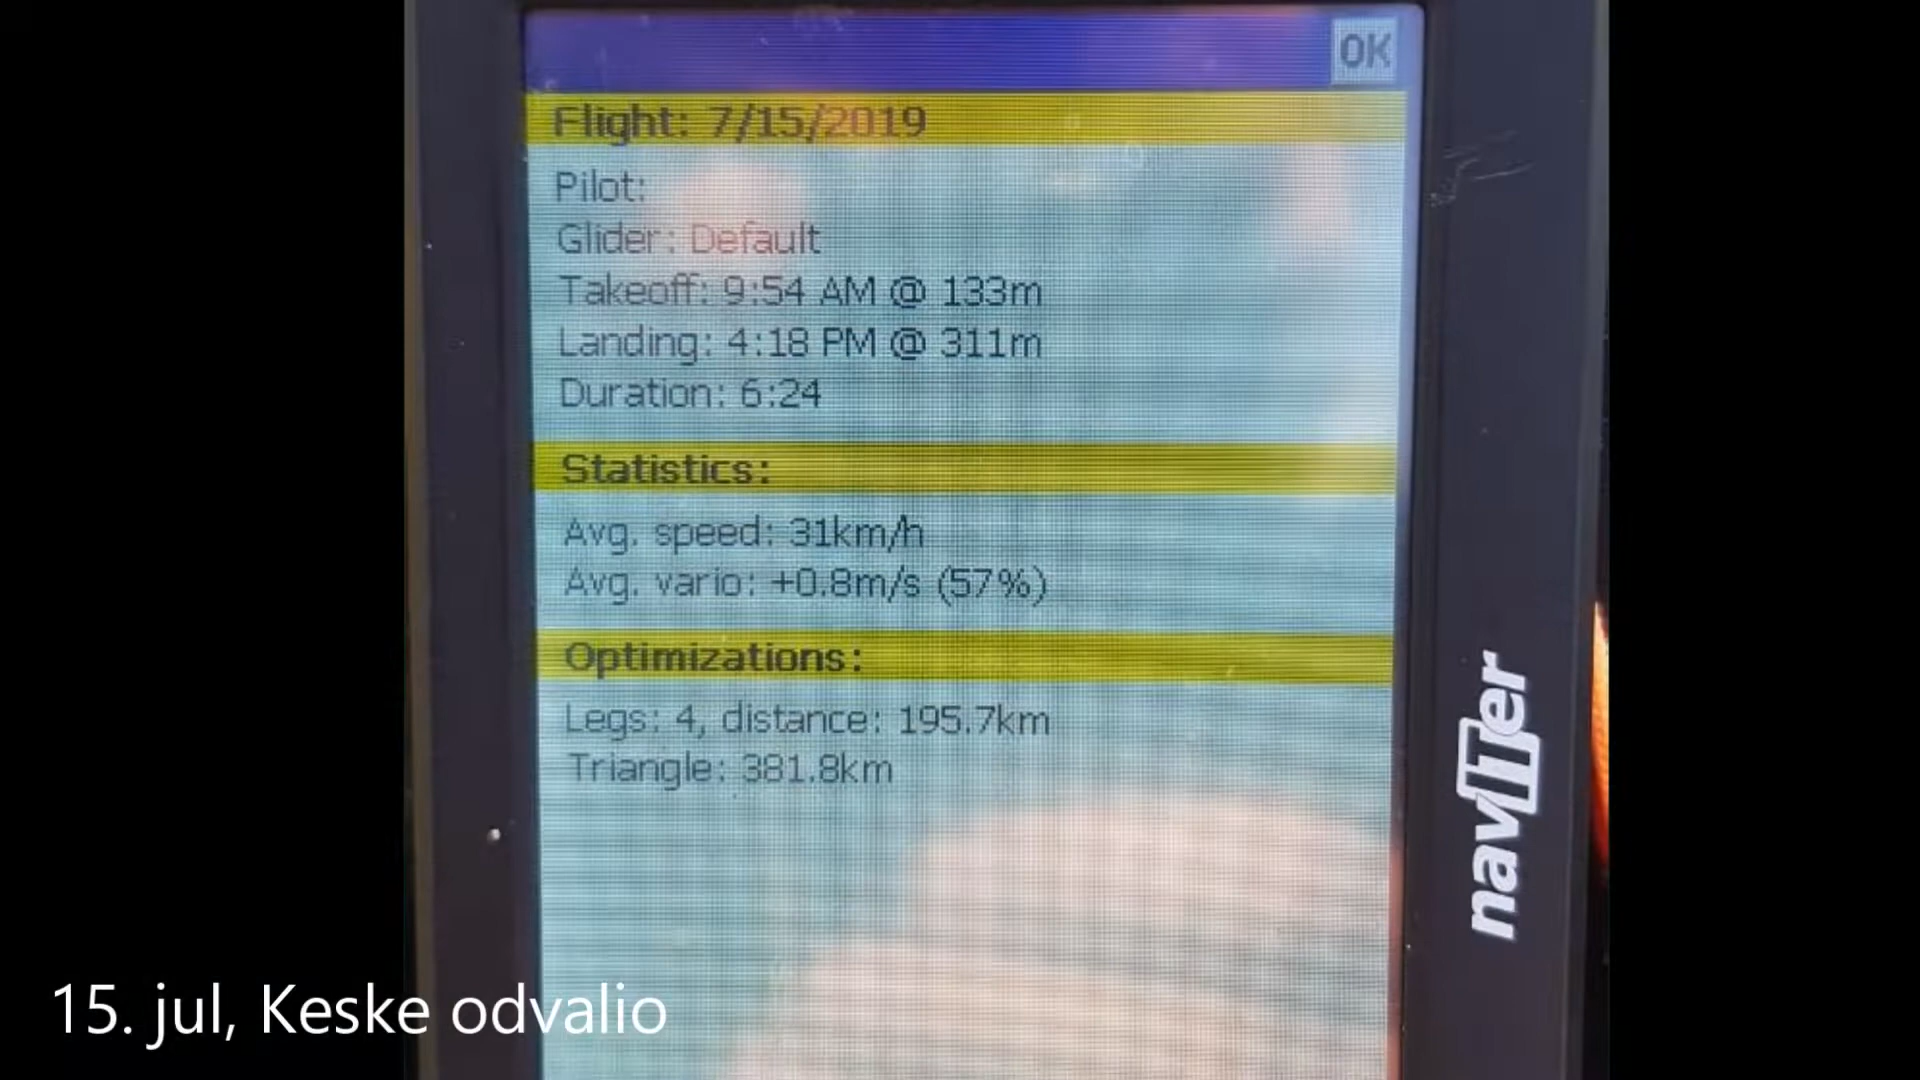 OK
Flight: 7/15/2019
Pilot:
Glider: Default
Takeoff: 9:54 AM @ 133m
Landing: 4:18 PM @ 311m
Duration: 6:24
Statistics:
Avg. speed: 31km/h
Avg. vario: +0.8m/s (57%)
Optimizations:
Legs: 4, distance: 195.7km
Triangle: 381.8km
navITer
15. jul, Keske odvalio